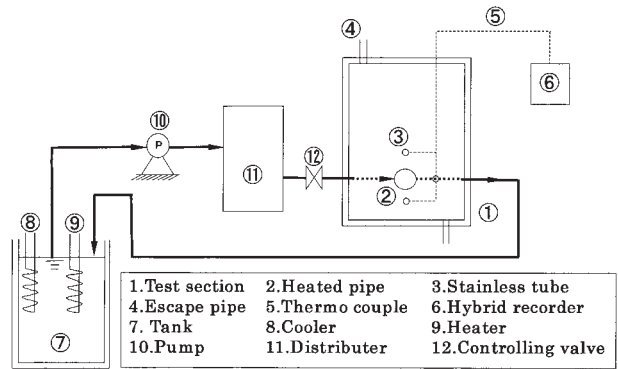 ⑤
④
⑥
③
⑩
P
⑪
⑫
②
①
⑧ ⑨
⑦
1.Test section 2.Heated pipe 3.Stainless tube
4.Escape pipe 5.Thermo couple 6.Hybrid recorder
7. Tank 8.Cooler 9.Heater
10.Pump 11.Distributer 12.Controlling valve